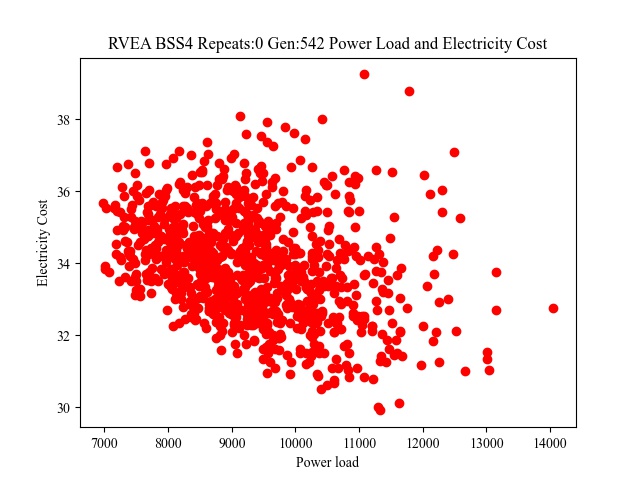 RVEA BSS4 Repeats:0 Gen:542 Power Load and Electricity Cost
Electricity Cost
38
36
34
32
30
7000 8000 9000 10000 11000 12000 13000 14000
Power load